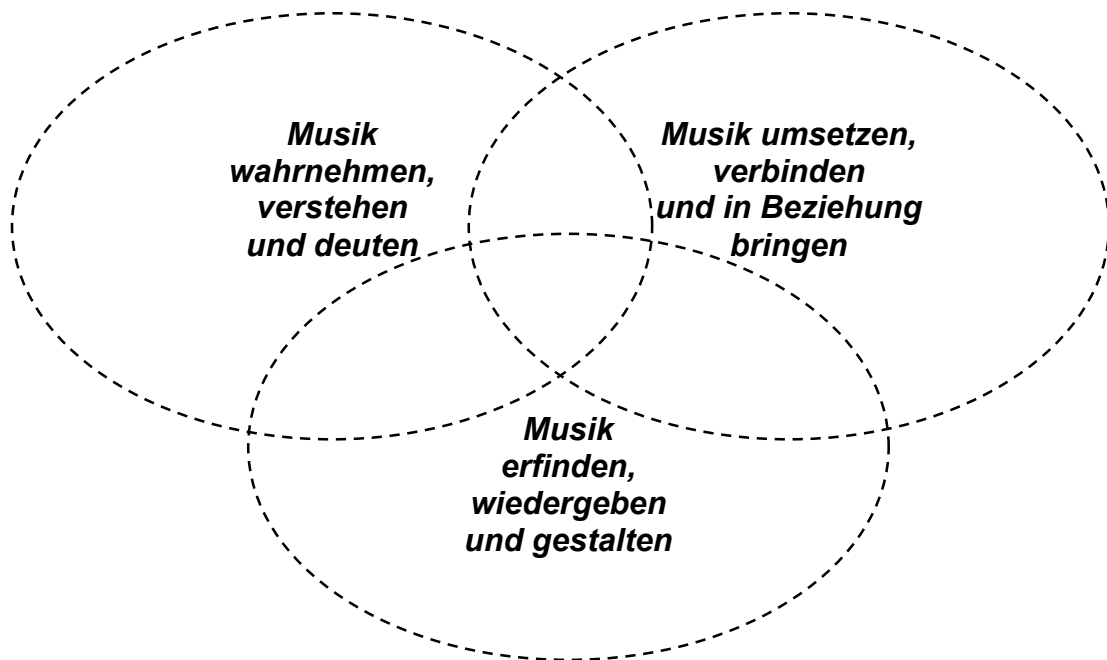 Musik
wahrnehmen,
verstehen
und deuten
Musik umsetzen,
verbinden
und in Beziehung
bringen
Musik
erfinden,
wiedergeben
und gestalten